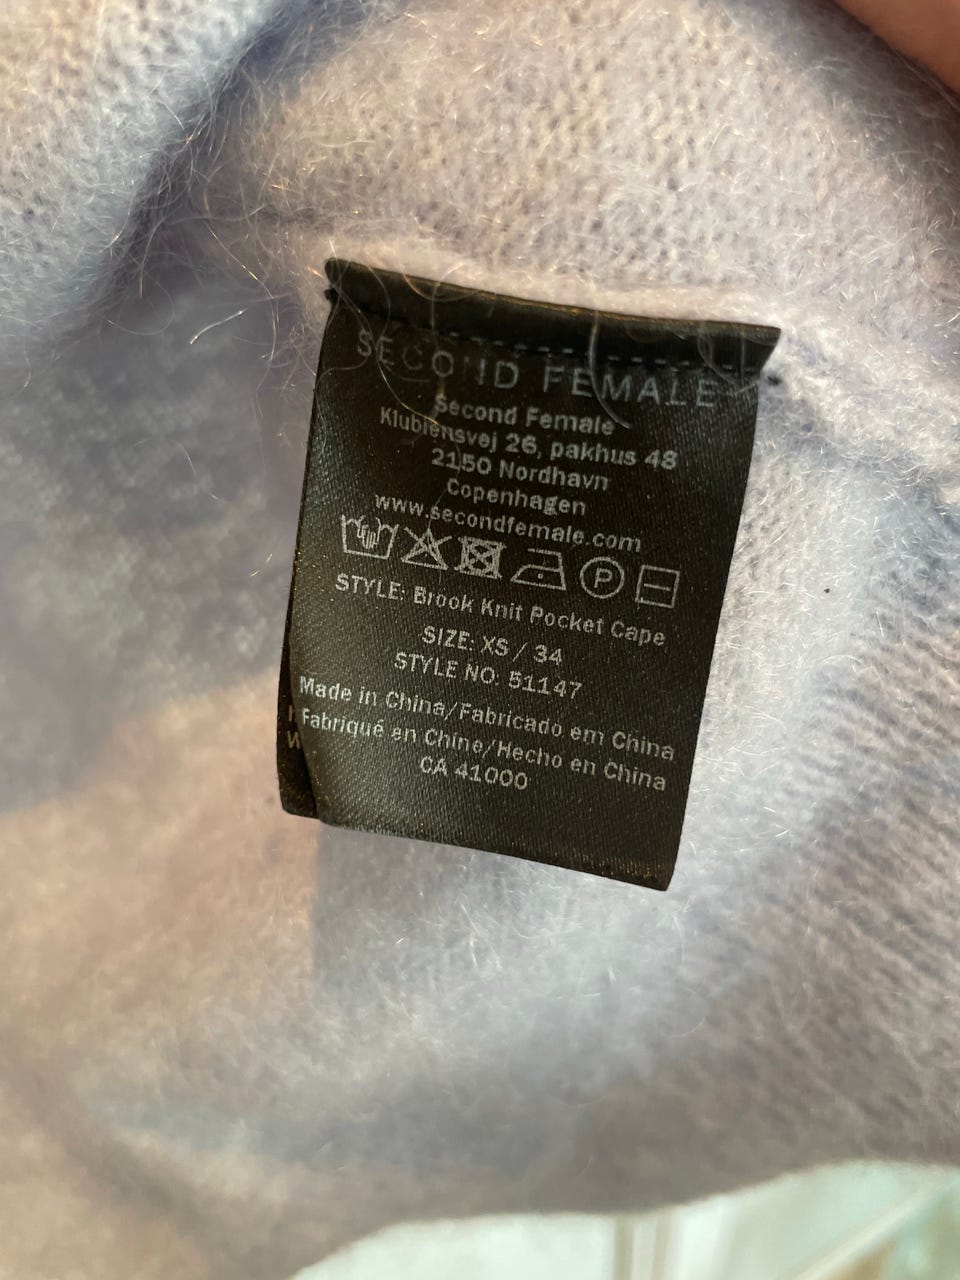 SECOND FEMALE
Second Female
Klubiensvej 26, pakhus 48
2150 Nordhavn
Copenhagen
www.secondfemale.com
P
STYLE: Brook Knit Pocket Cape
SIZE: XS / 34
STYLE NO: 51147
Made in China/Fabricado em China
Fabriqué en Chine/Hecho en China
CA 41000